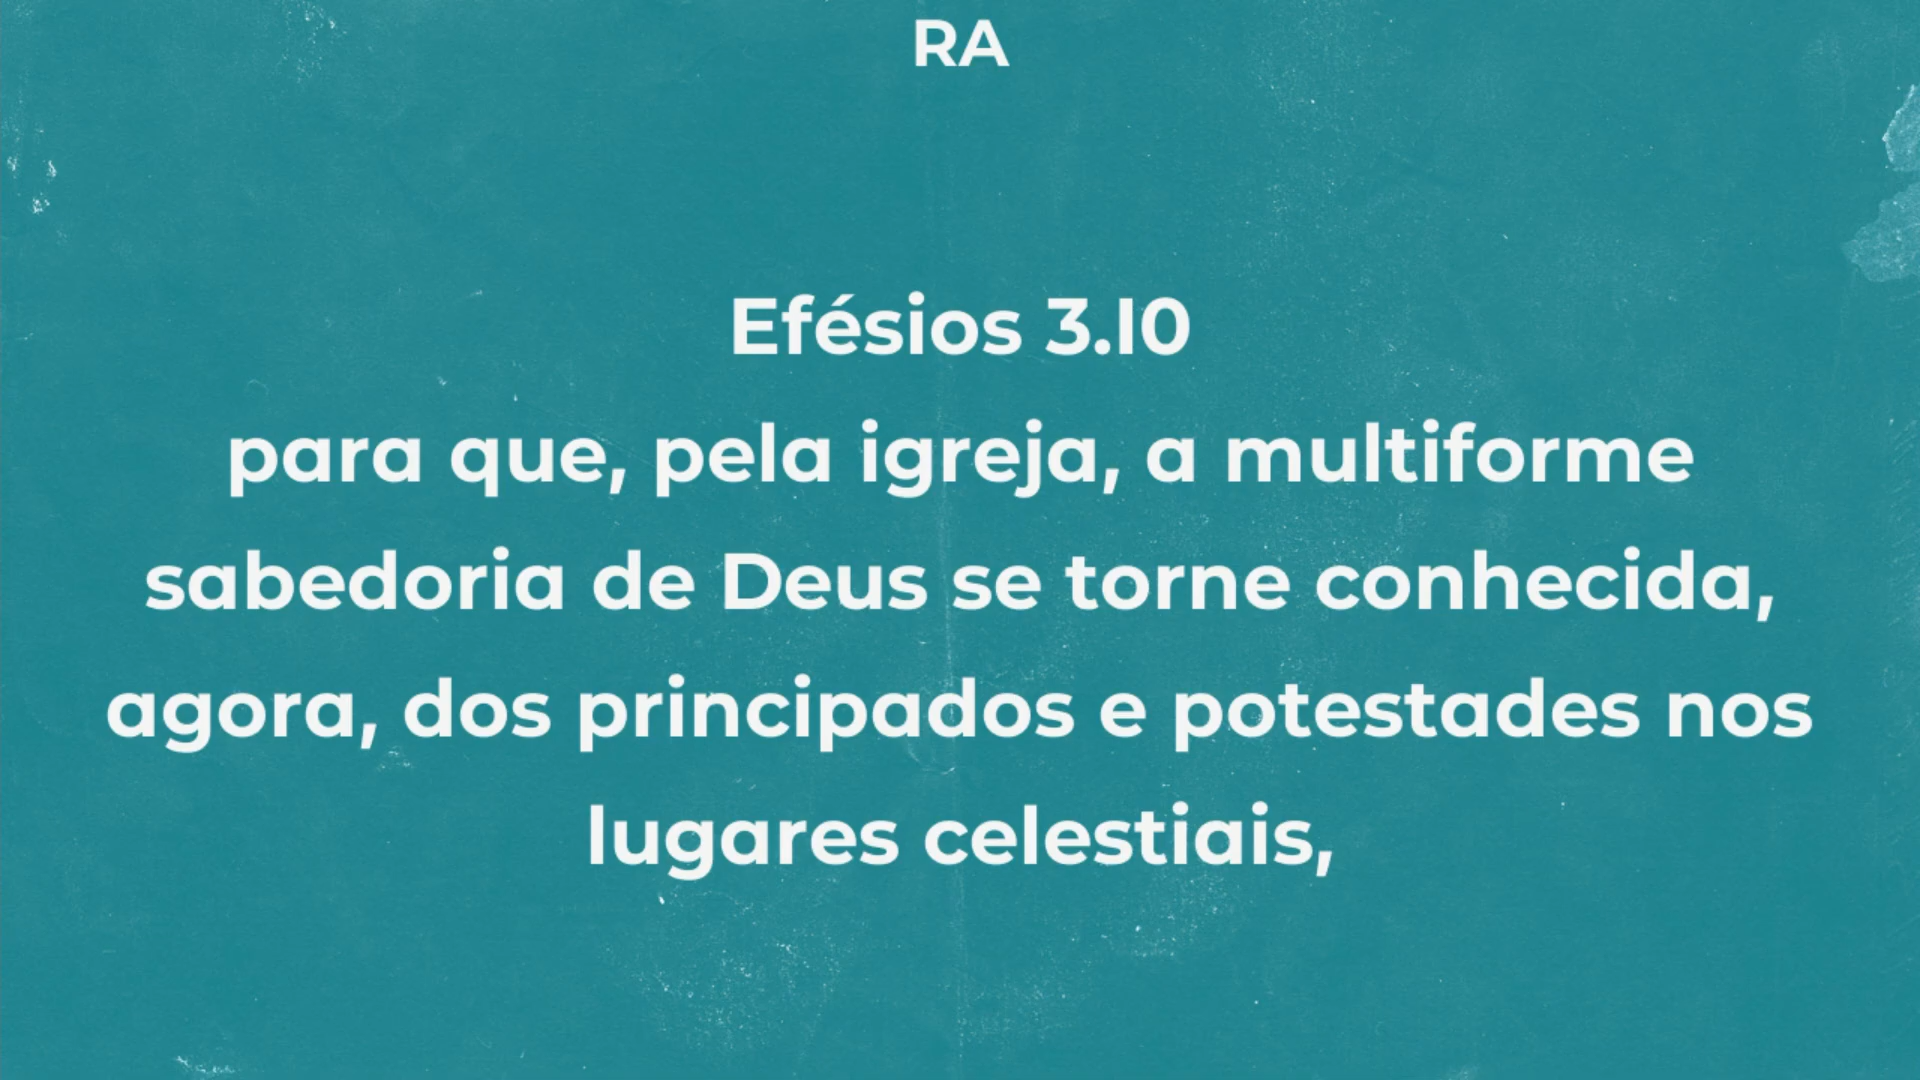 RA
Efésios 3.10
para que, pela igreja, a multiforme
sabedoria de Deus se torne conhecida,
agora, dos principados e potestades nos
lugares celestiais,